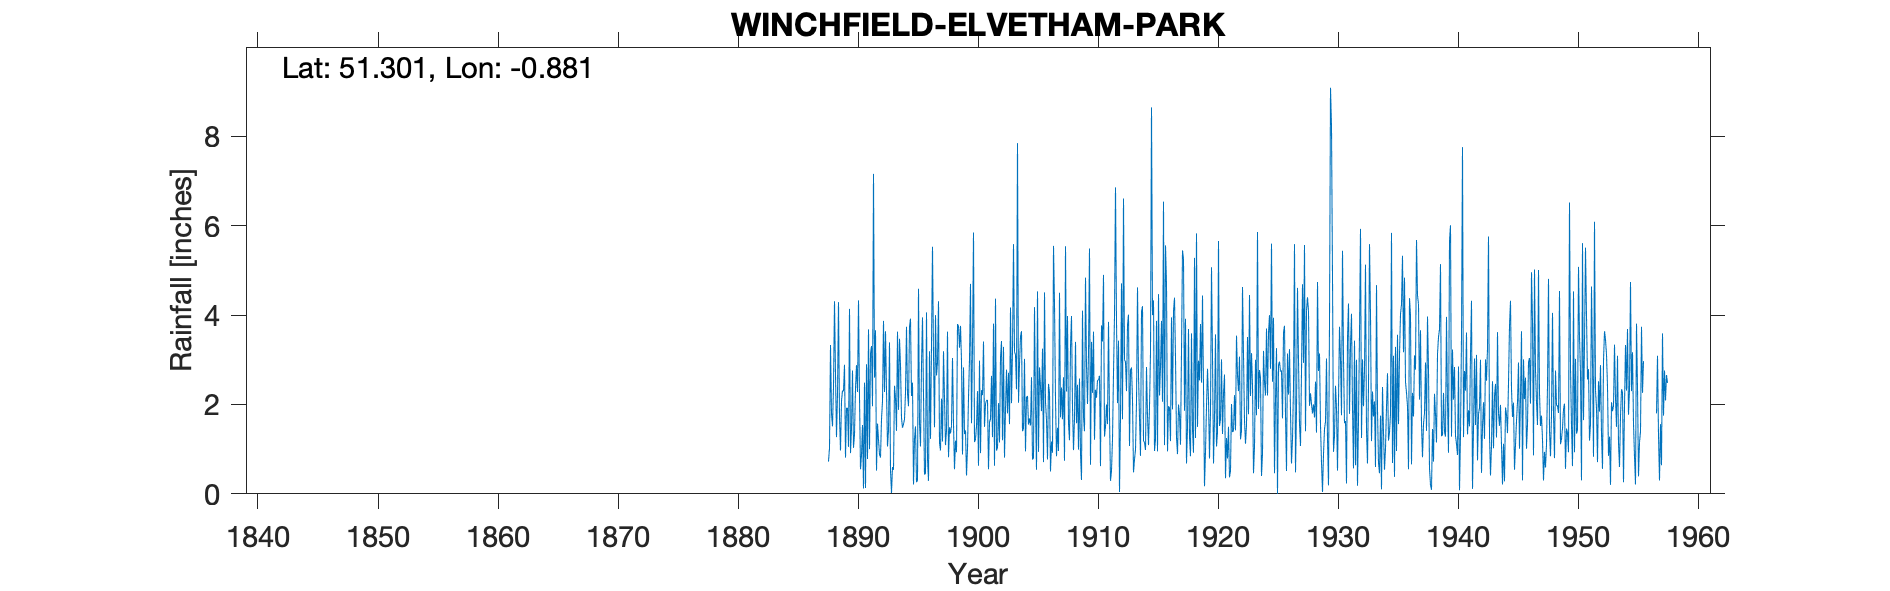 WINCHFIELD-ELVETHAM-PARK
Lat: 51.301, Lon: -0.881
8
6
4
2
0
Rainfall [inches]
1840 1850 1860 1870 1880 1890 1900 1910 1920 1930 1940 1950 1960
Year